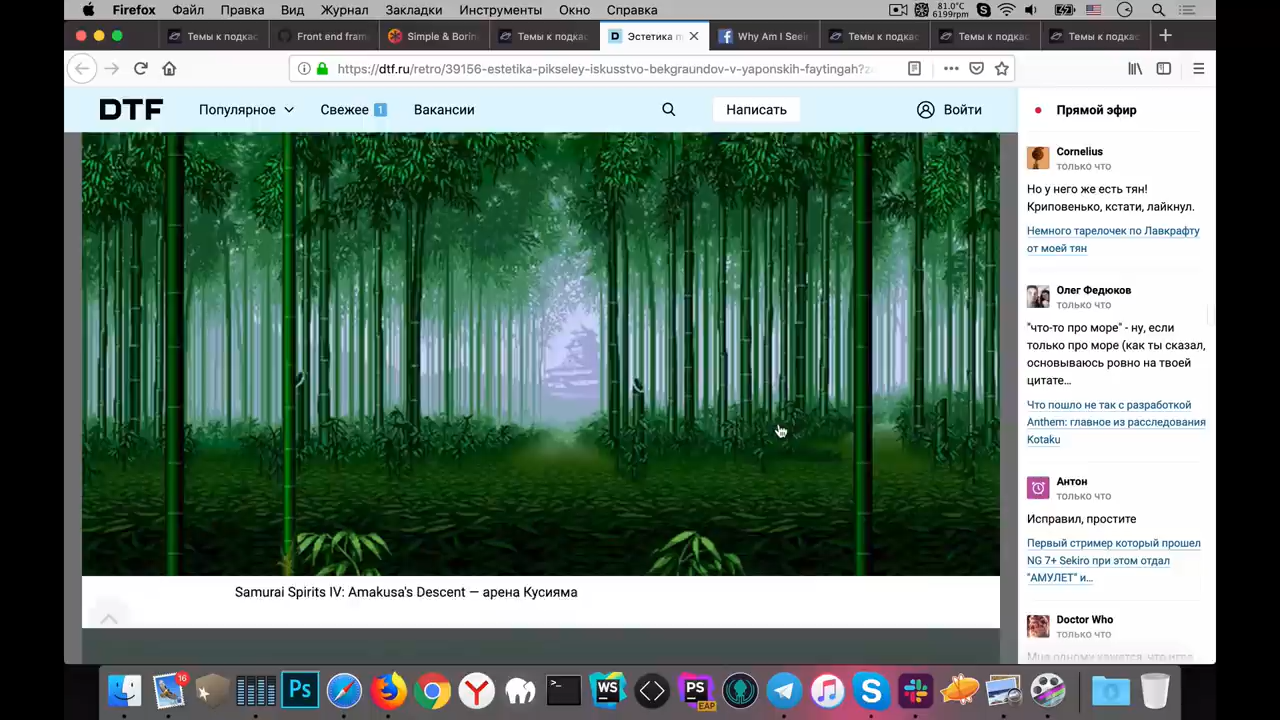 Firefox Файл Правка Вид Журнал Закладки Инструменты Окно Справка
81.0°C
6199rpm
Темы к подкас
Front end fram
Simple & Borin
Темы к подкас
Эстетика п
Why Am I Seein
Темы к подкас
Темы к подкас
Темы к подкас
https://dtf.ru/retro/39156-estetika-pikseley-iskusstvo-bekgraundov-v-yaponskih-faytingah?
DTF Популярное Свежее 1 Вакансии Написать Войти
Samurai Spirits IV: Amakusa's Descent — арена Кусияма
Прямой эфир
Cornelius
только что
Но у него же есть тян!
Криповенько, кстати, лайкнул.
Немного тарелочек по Лавкрафту
от моей тян
Олег Федюков
только что
"что-то про море" - ну, если
только про море (как ты сказал,
основываюсь ровно на твоей
цитате…
Что пошло не так с разработкой
Anthem: главное из расследования
Kotaku
Антон
только что
Исправил, простите
Первый стример который прошел
NG 7+ Sekiro при этом отдал
"АМУЛЕТ" и…
Doctor Who
только что
16
Ps
WS
PS
EAP